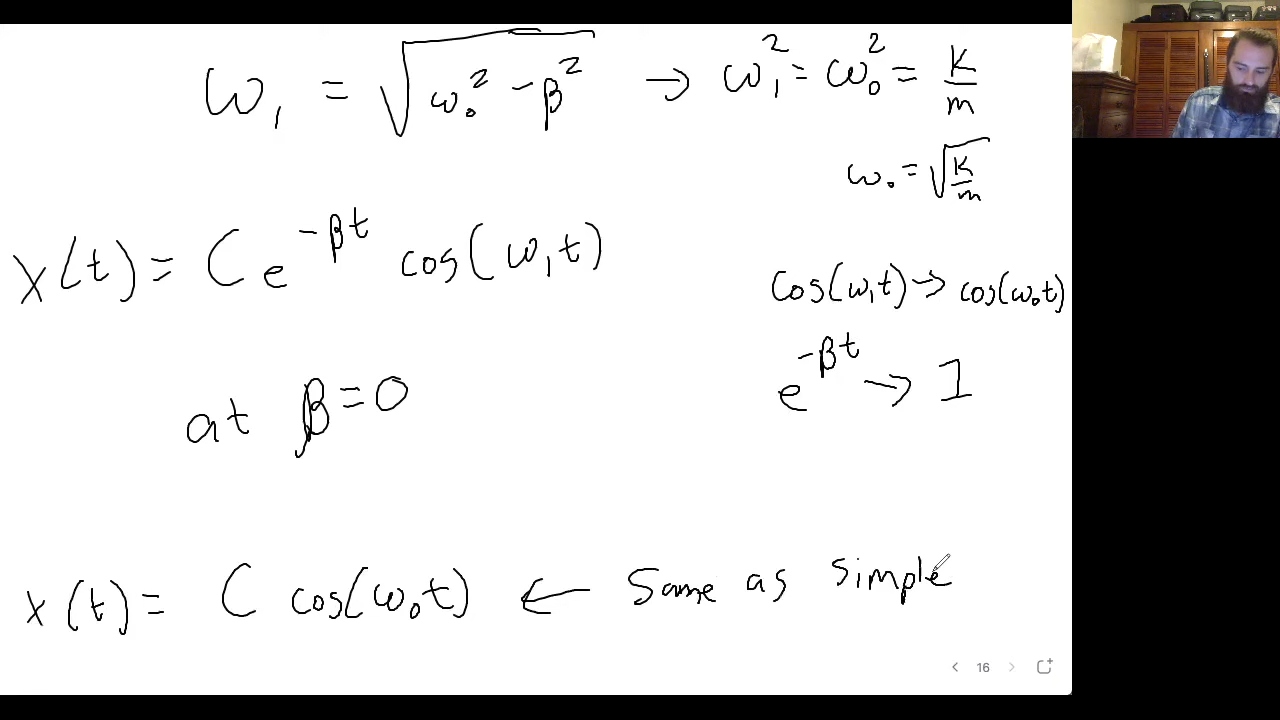 ω₁ = √(ω₀² - β²) → ω₁² = ω₀² = K/m
ω₀ = √(K/m)
x(t) = C e^(-βt) cos(ω₁t)
cos(ω₁t) → cos(ω₀t)
e^(-βt) → 1
at β = 0
x(t) = C cos(ω₀t) ← Same as simple
16